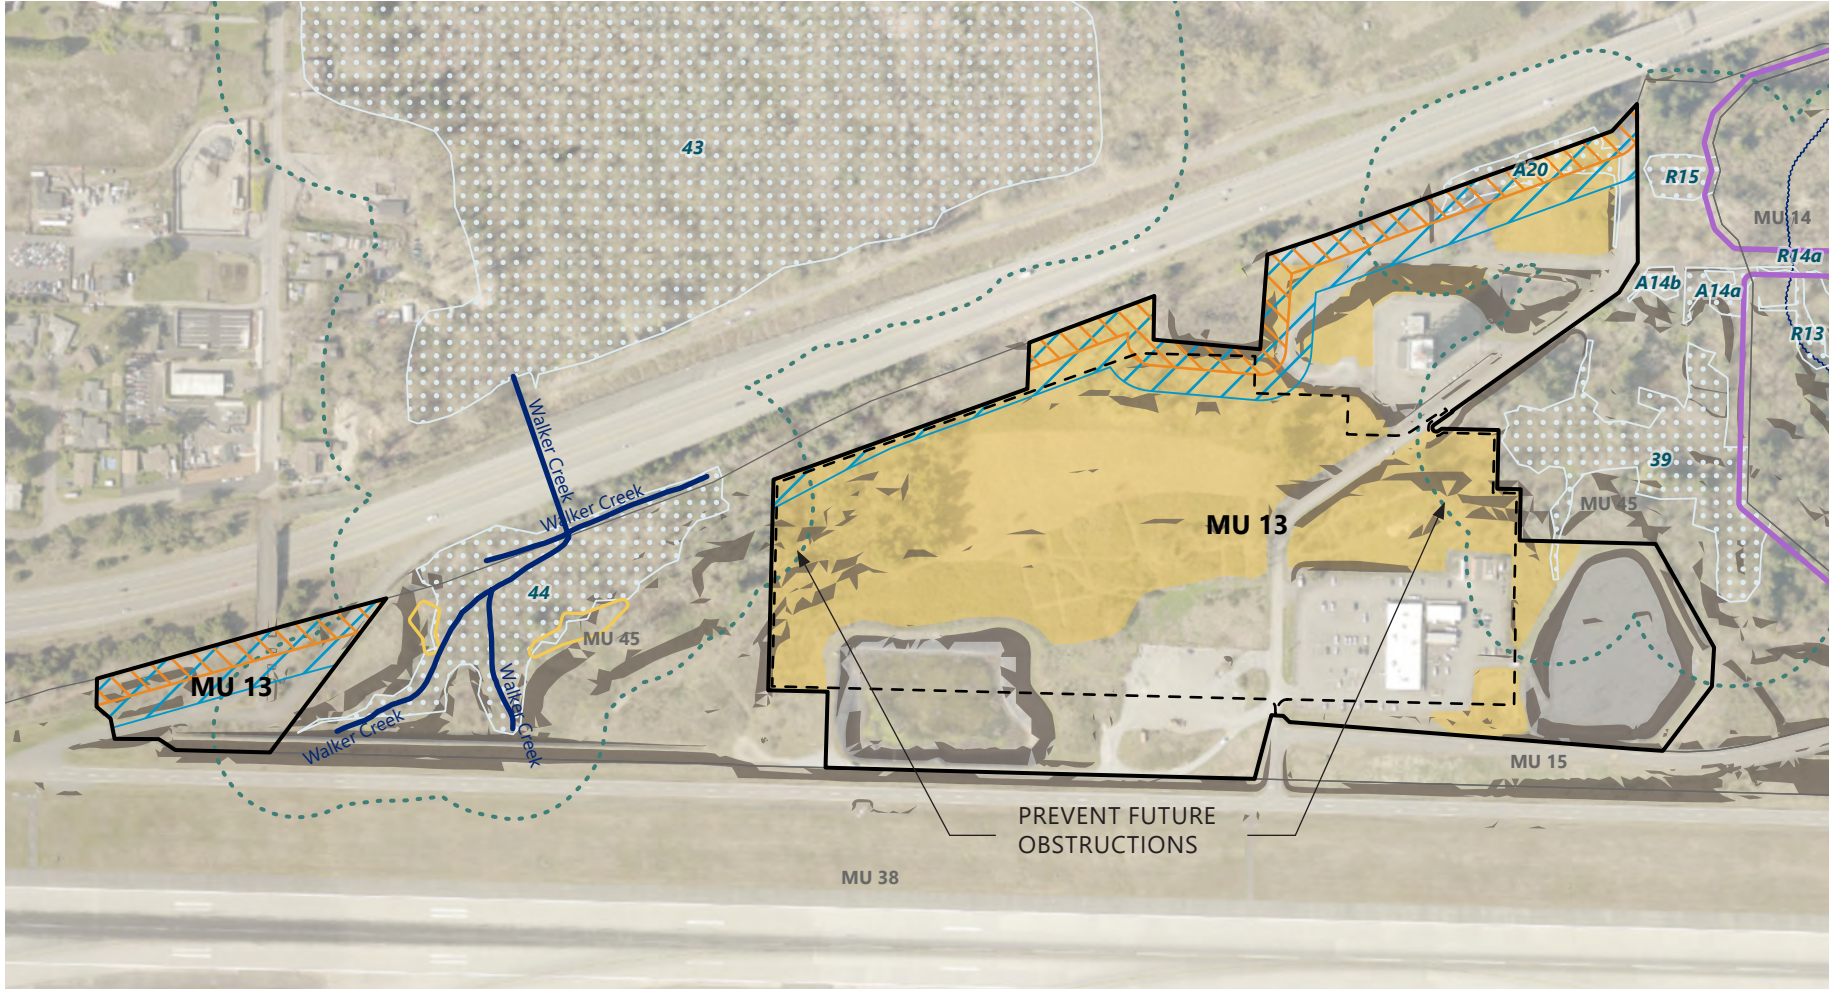 43
A20
R15
MU 14
R14a
A14b
A14a
R13
Walker Creek
Walker Creek
39
MU 45
MU 13
44
MU 45
MU 13
Walker Creek
Walker Creek
MU 15
PREVENT FUTURE
OBSTRUCTIONS
MU 38